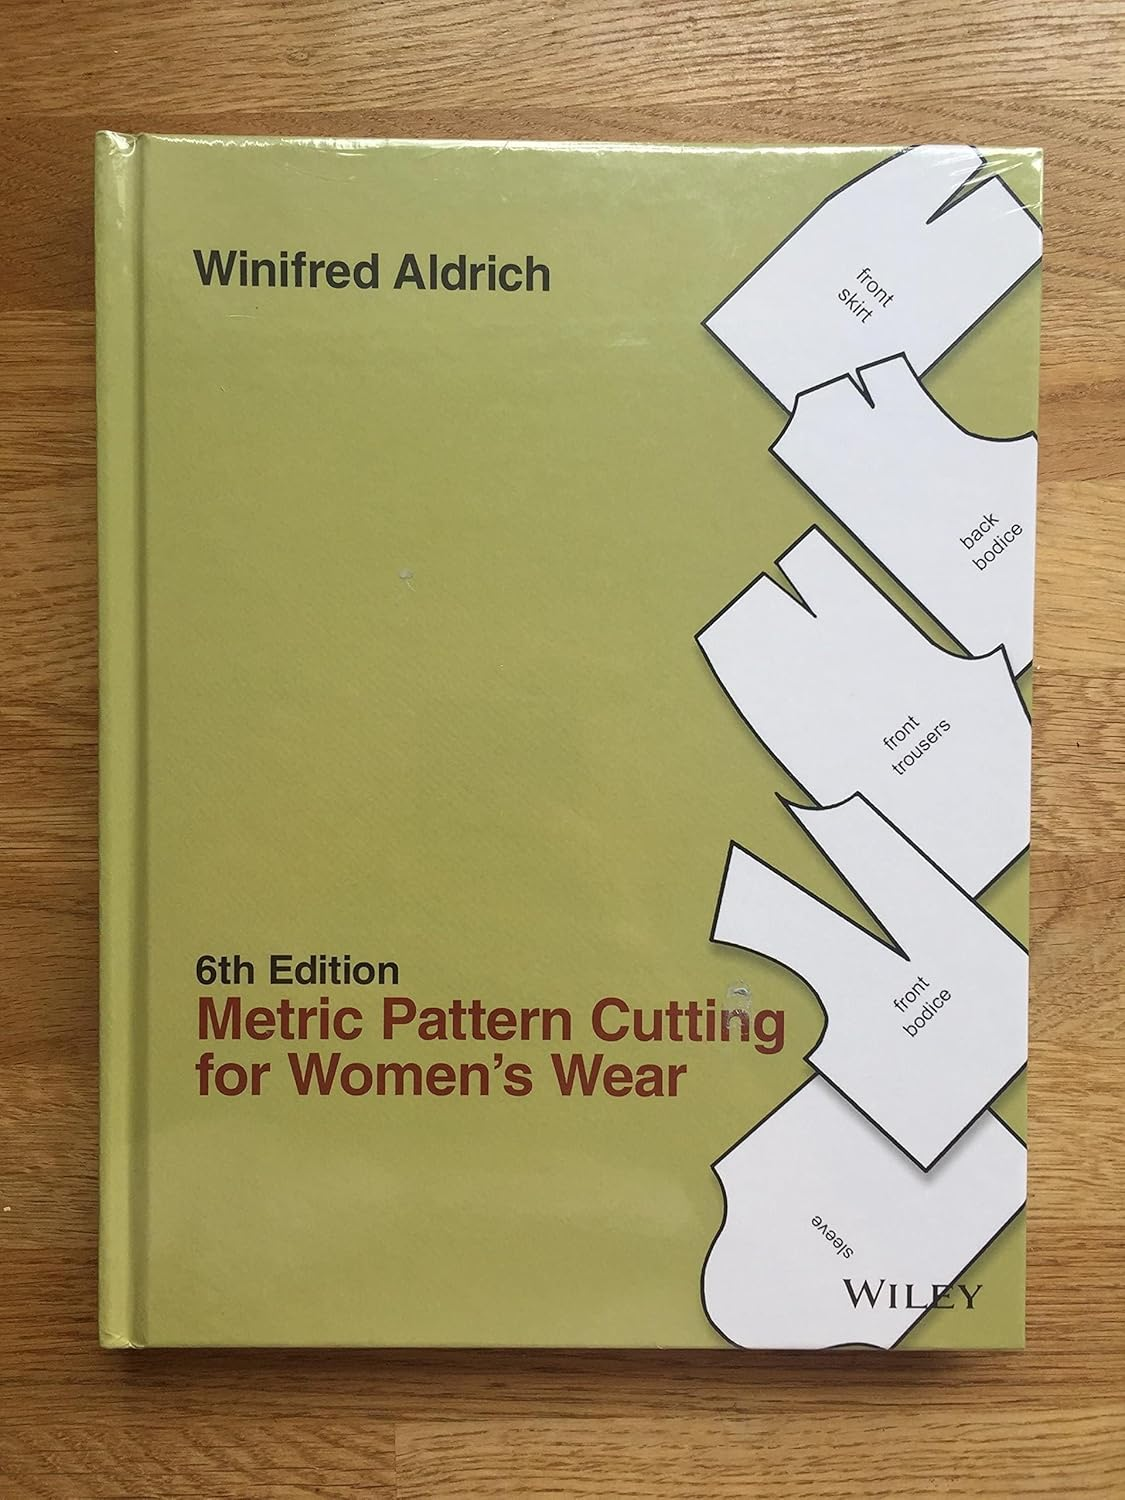 Winifred Aldrich
front
skirt
back
bodice
front
trousers
front
bodice
6th Edition
Metric Pattern Cutting
for Women’s Wear
sleeve
WILEY